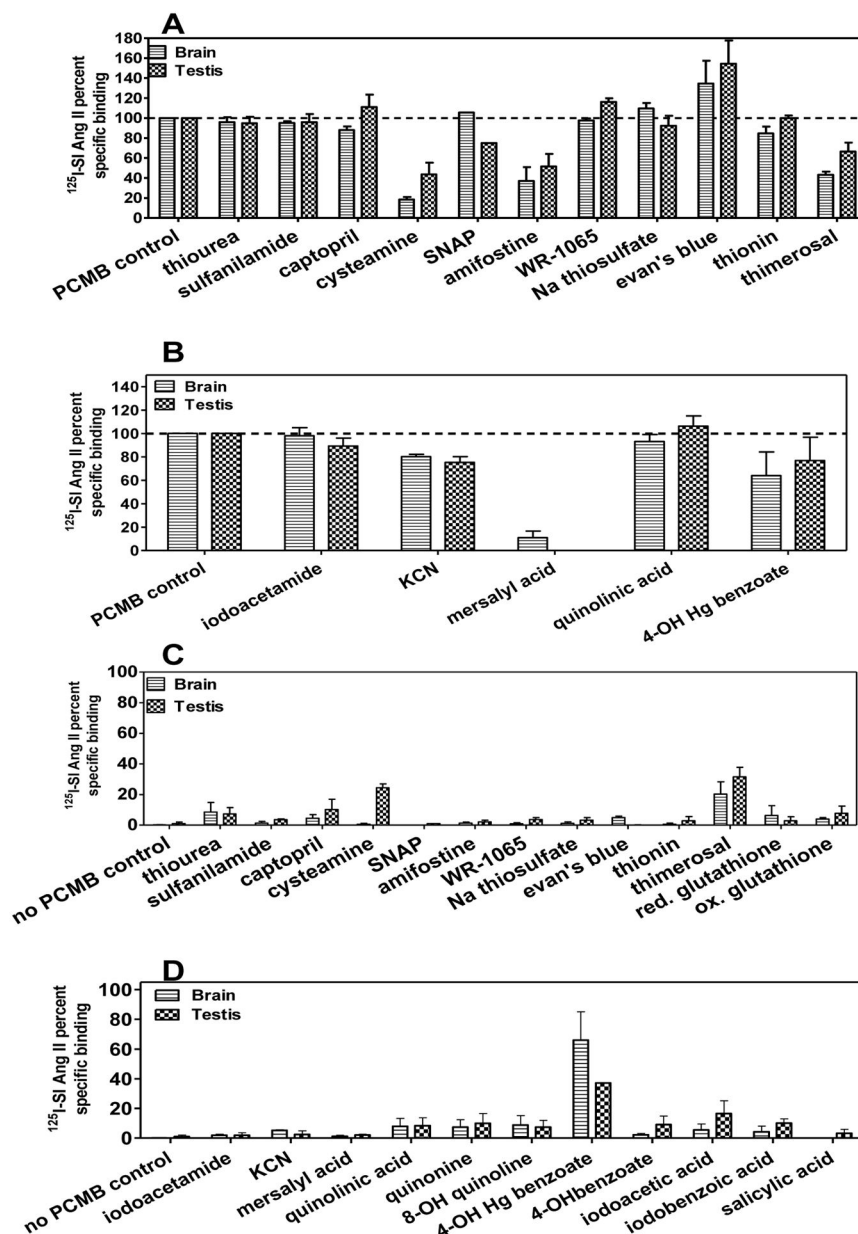 A
¹²⁵I-SI Ang II percent
specific binding
180
160
140
120
100
80
60
40
20
0
Brain
Testis
PCMB control
thiourea
sulfanilamide
captopril
cysteamine
SNAP
amifostine
WR-1065
Na thiosulfate
evan's blue
thionin
thimerosal
B
¹²⁵I-SI Ang II percent
specific binding
140
120
100
80
60
40
20
0
Brain
Testis
PCMB control
iodoacetamide
KCN
mersalyl acid
quinolinic acid
4-OH Hg benzoate
C
¹²⁵I-SI Ang II percent
specific binding
100
80
60
40
20
0
Brain
Testis
no PCMB control
thiourea
sulfanilamide
captopril
cysteamine
SNAP
amifostine
WR-1065
Na thiosulfate
evan's blue
thionin
thimerosal
red. glutathione
ox. glutathione
D
¹²⁵I-SI Ang II percent
specific binding
100
80
60
40
20
0
Brain
Testis
no PCMB control
iodoacetamide
KCN
mersalyl acid
quinolinic acid
quinonine
8-OH quinoline
4-OH Hg benzoate
4-OHbenzoate
iodoacetic acid
iodobenzoic acid
salicylic acid